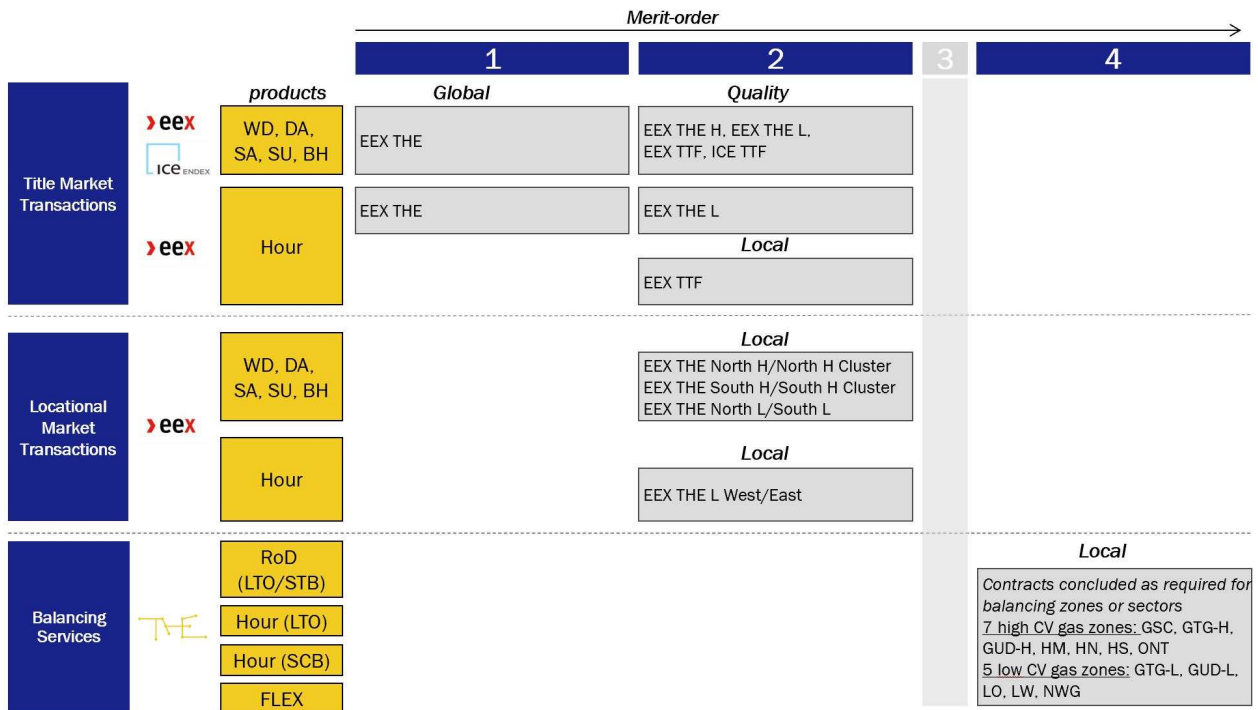 Merit-order
1
2
3
4
products
Global
Quality
Title Market
Transactions
eex
ICE ENDEX
WD, DA,
SA, SU, BH
EEX THE
EEX THE H, EEX THE L,
EEX TTF, ICE TTF
eex
Hour
EEX THE
EEX THE L
Local
EEX TTF
Locational
Market
Transactions
eex
WD, DA,
SA, SU, BH
Local
EEX THE North H/North H Cluster
EEX THE South H/South H Cluster
EEX THE North L/South L
Hour
Local
EEX THE L West/East
Balancing
Services
THE
RoD
(LTO/STB)
Hour (LTO)
Hour (SCB)
FLEX
Local
Contracts concluded as required for
balancing zones or sectors
7 high CV gas zones: GSC, GTG-H,
GUD-H, HM, HN, HS, ONT
5 low CV gas zones: GTG-L, GUD-L,
LO, LW, NWG